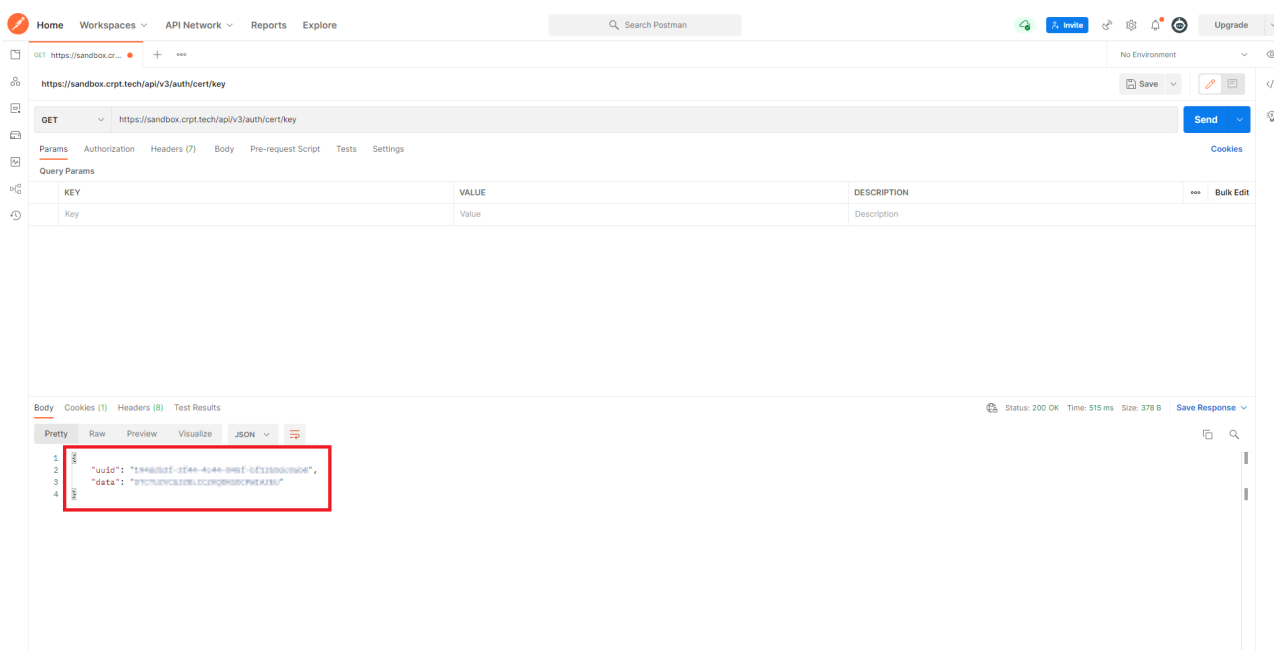 Home Workspaces API Network Reports Explore Search Postman Invite Upgrade
GET https://sandbox.cr... No Environment
https://sandbox.crpt.tech/api/v3/auth/cert/key Save
GET https://sandbox.crpt.tech/api/v3/auth/cert/key Send
Params Authorization Headers (7) Body Pre-request Script Tests Settings Cookies
Query Params
KEY VALUE DESCRIPTION Bulk Edit
Key Value Description
Body Cookies (1) Headers (8) Test Results Status: 200 OK Time: 515 ms Size: 378 B Save Response
Pretty Raw Preview Visualize JSON
1 {
2 "uuid": "
3 "data": "
4 }